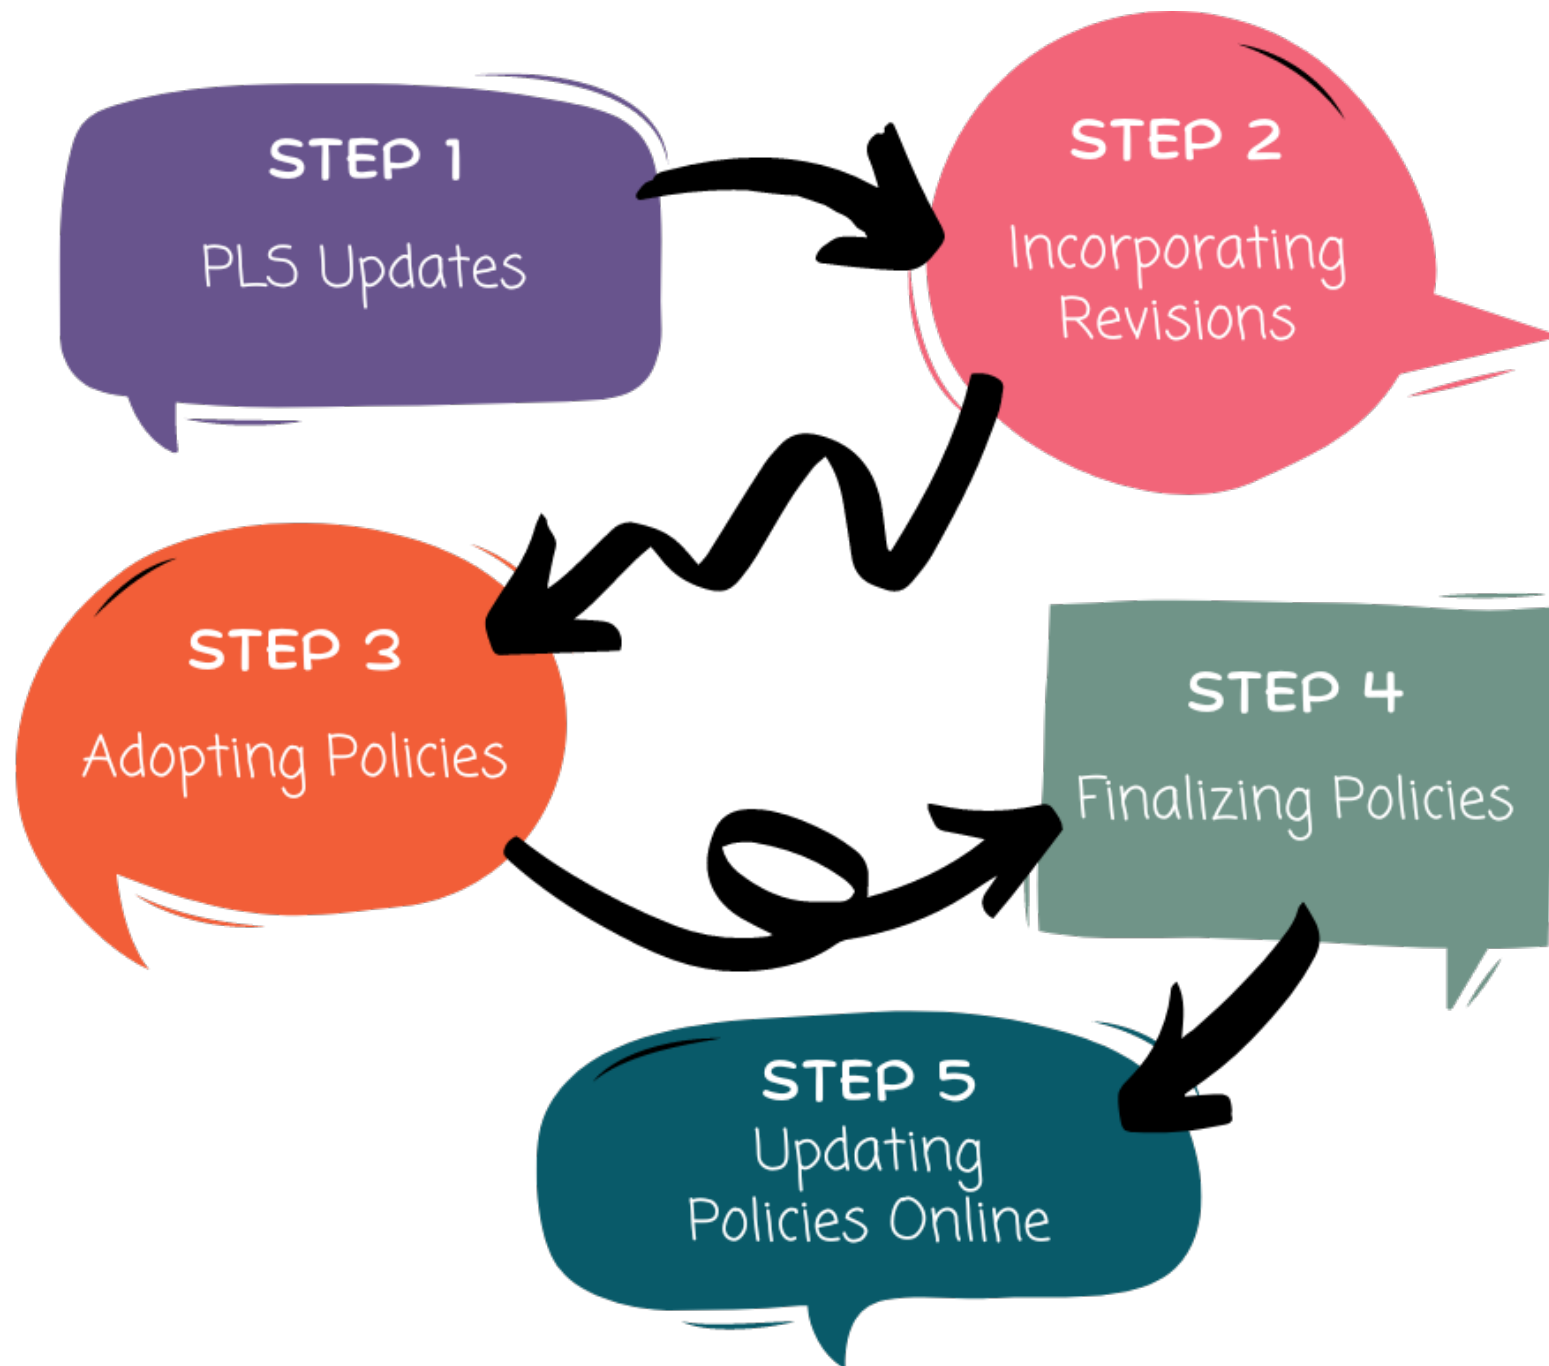 STEP 1
PLS Updates
STEP 2
Incorporating
Revisions
STEP 3
Adopting Policies
STEP 4
Finalizing Policies
STEP 5
Updating
Policies Online